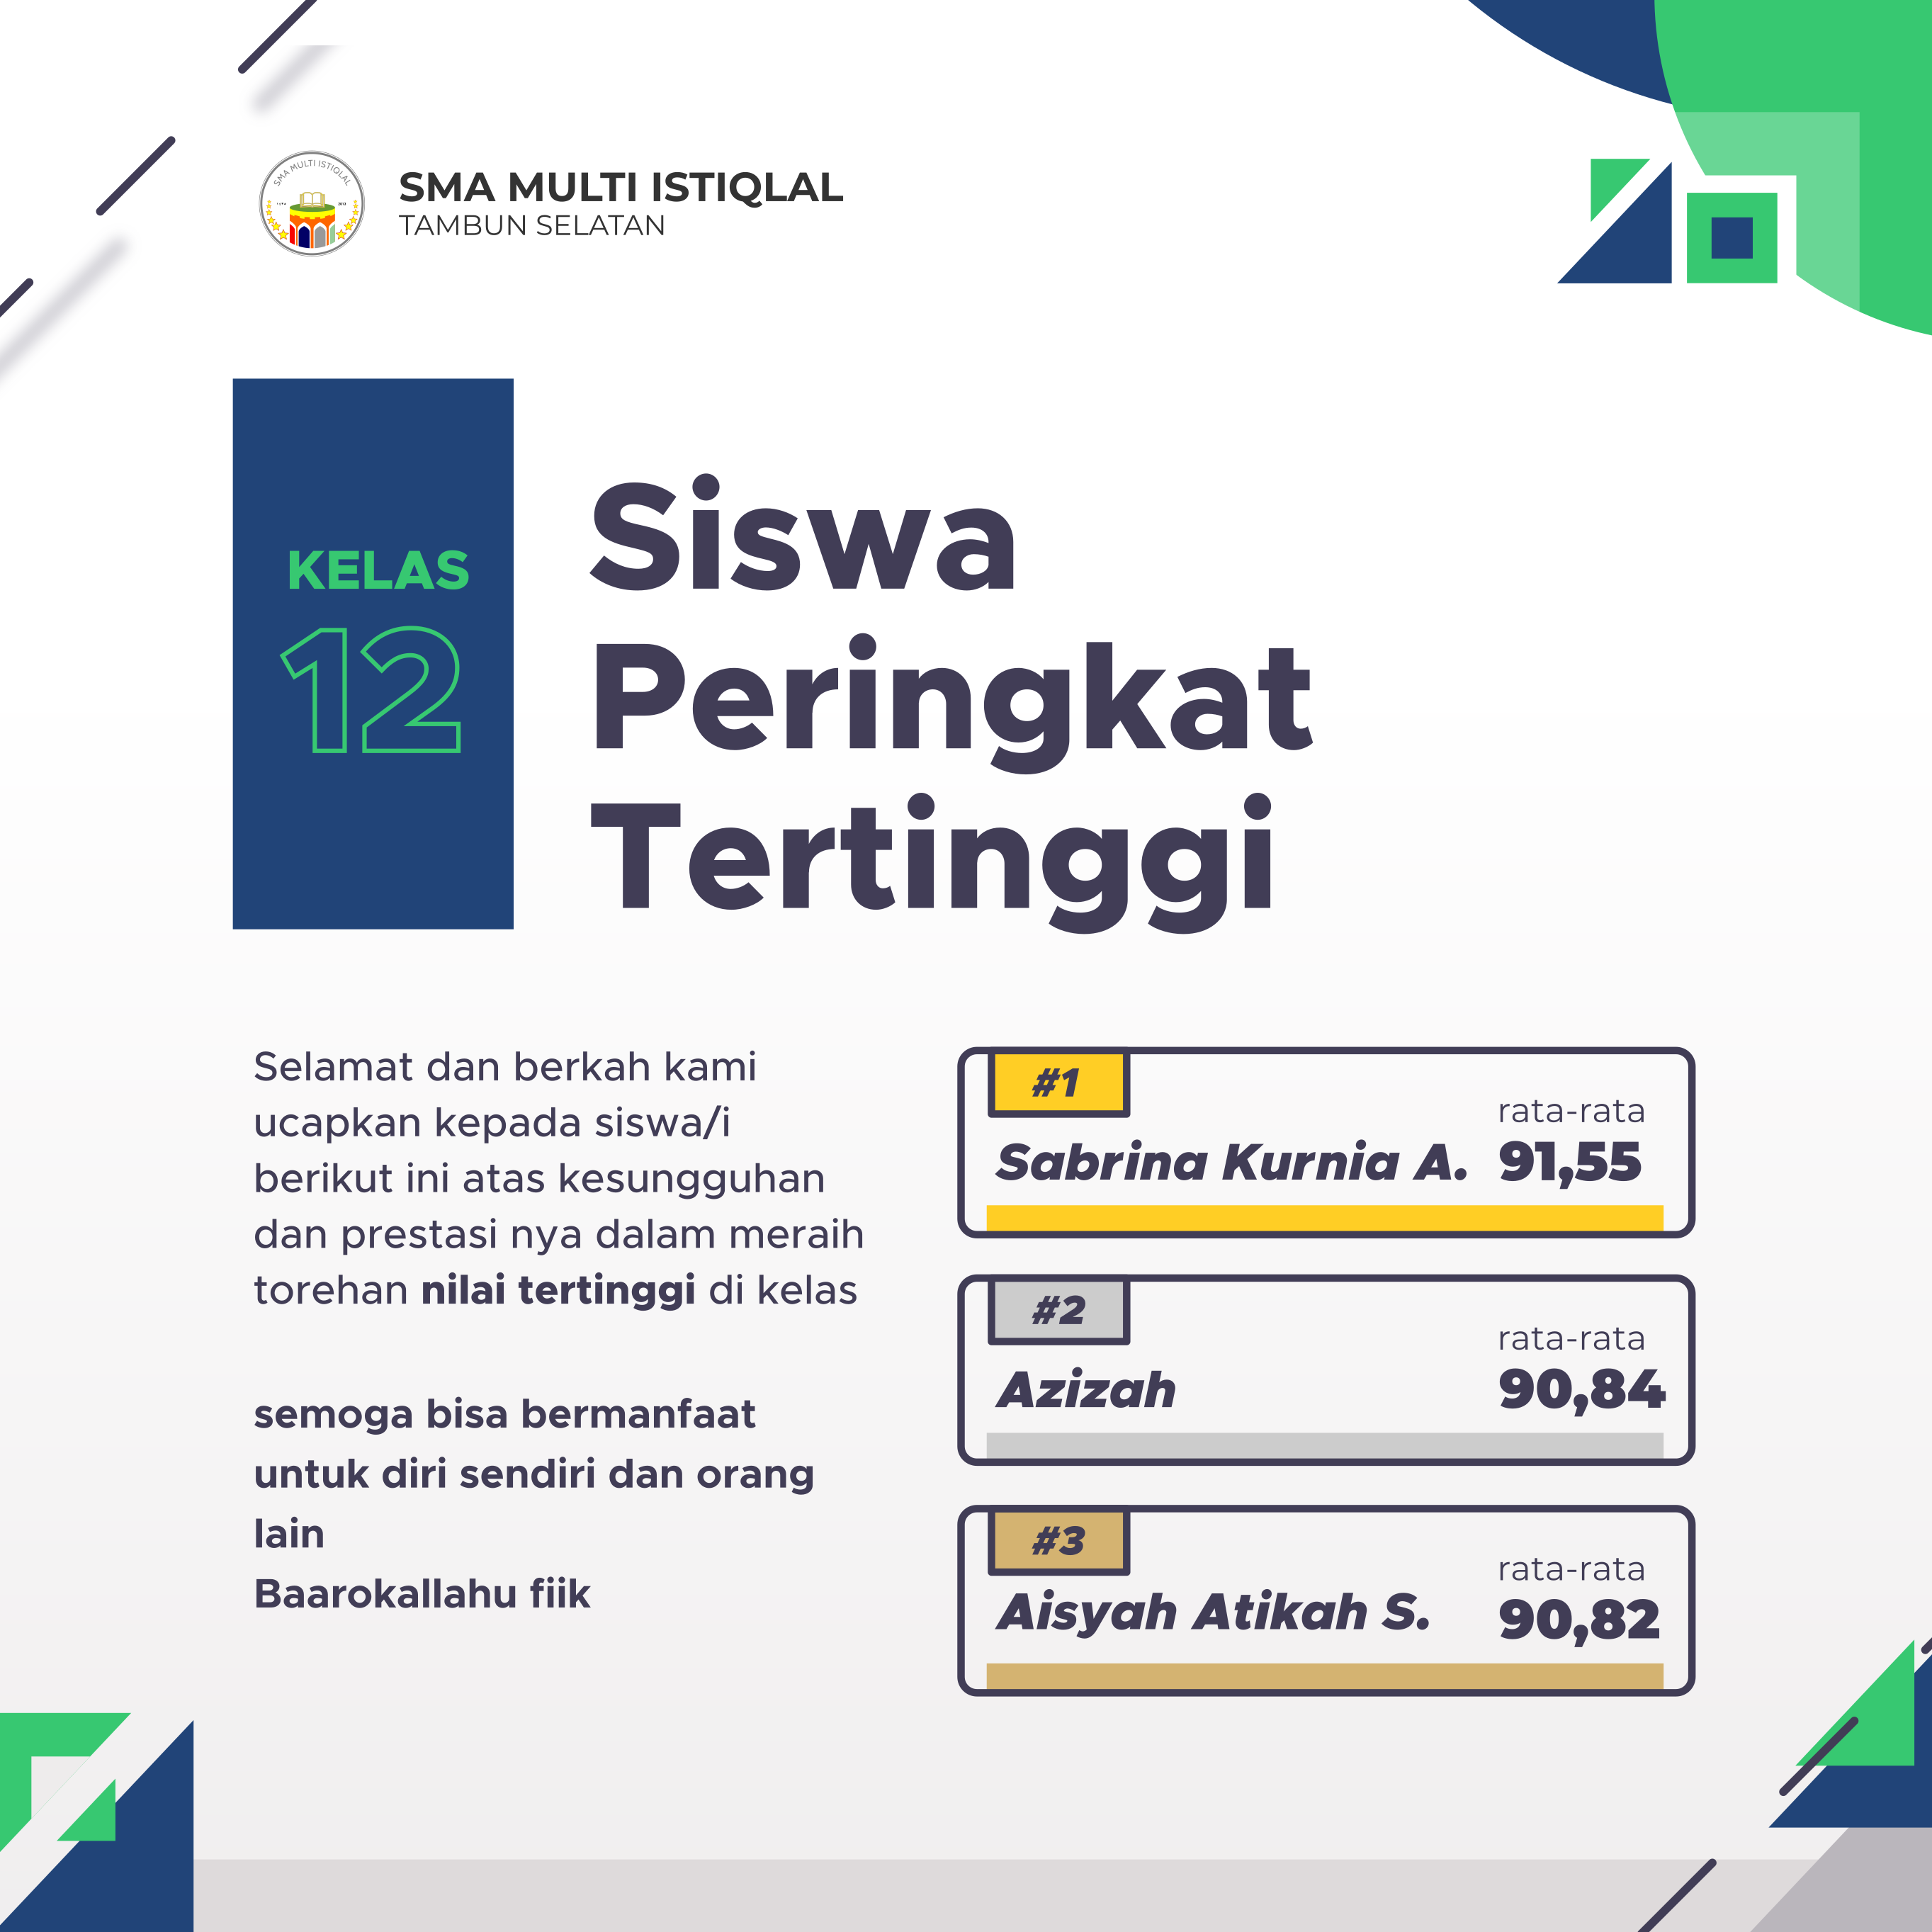 SMA MULTI ISTIQLAL
SMA MULTI ISTIQLAL
TAMBUN SELATAN
KELAS
12
Siswa
Peringkat
Tertinggi
Selamat dan berkah kami
ucapkan kepada siswa/i
berikut ini atas kesungguhan
dan prestasi nya dalam meraih
torehan nilai tertinggi di kelas
semoga bisa bermanfaat
untuk diri sendiri dan orang
lain
Baarokallahu fiik
#1
rata-rata
Sabrina Kurnia A. 91,55
#2
rata-rata
Azizah 90,84
#3
rata-rata
Aisyah Atikah S. 90,82